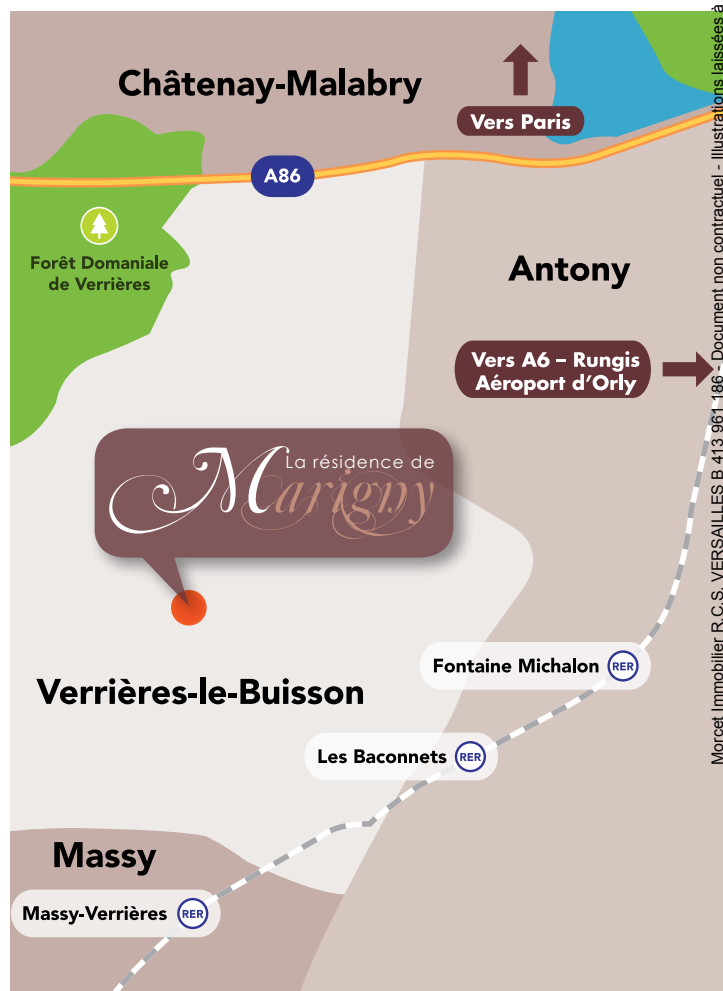 Châtenay-Malabry
Vers Paris
A86
Forêt Domaniale
de Verrières
Antony
Vers A6 – Rungis
Aéroport d'Orly
La résidence de
Marigny
Fontaine Michalon RER
Verrières-le-Buisson
Les Baconnets RER
Massy
Massy-Verrières RER
Morcet Immobilier R.C.S. VERSAILLES B 413 961 186 - Document non contractuel - Illustrations laissées à